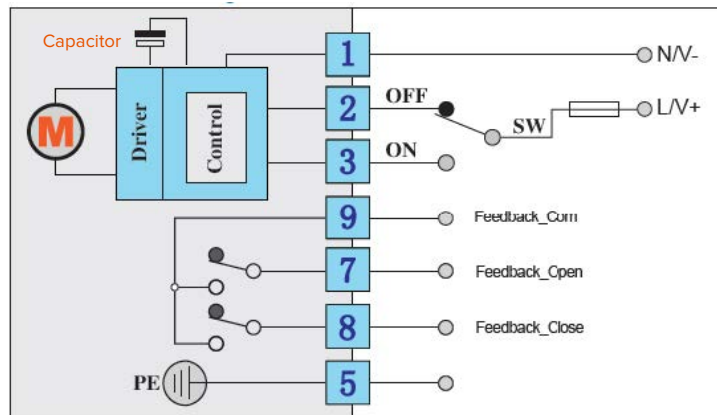 Capacitor
1
N/V-
2
OFF
L/V+
SW
M
Driver
Control
3
ON
9
Feedback_Com
7
Feedback_Open
8
Feedback_Close
PE
5